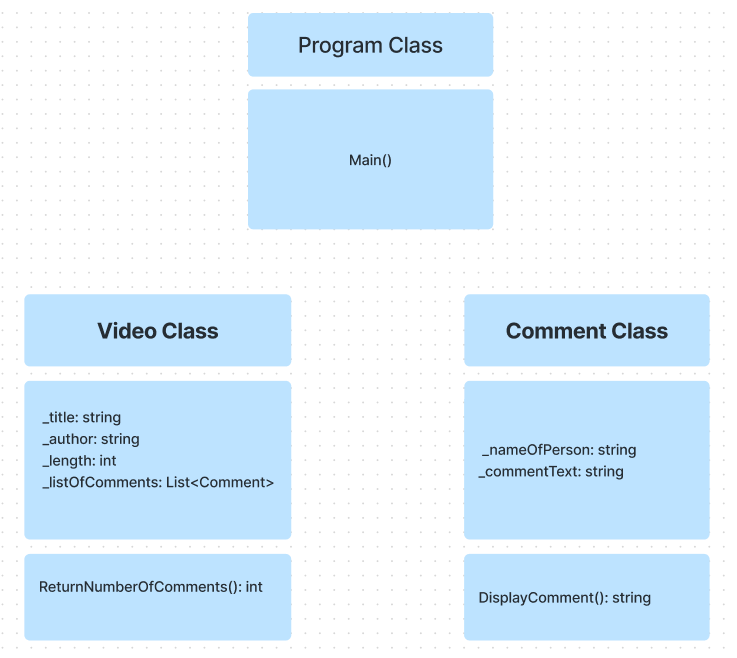 Program Class
Main()
Video Class
_title: string
_author: string
_length: int
_listOfComments: List<Comment>
ReturnNumberOfComments(): int
Comment Class
_nameOfPerson: string
_commentText: string
DisplayComment(): string